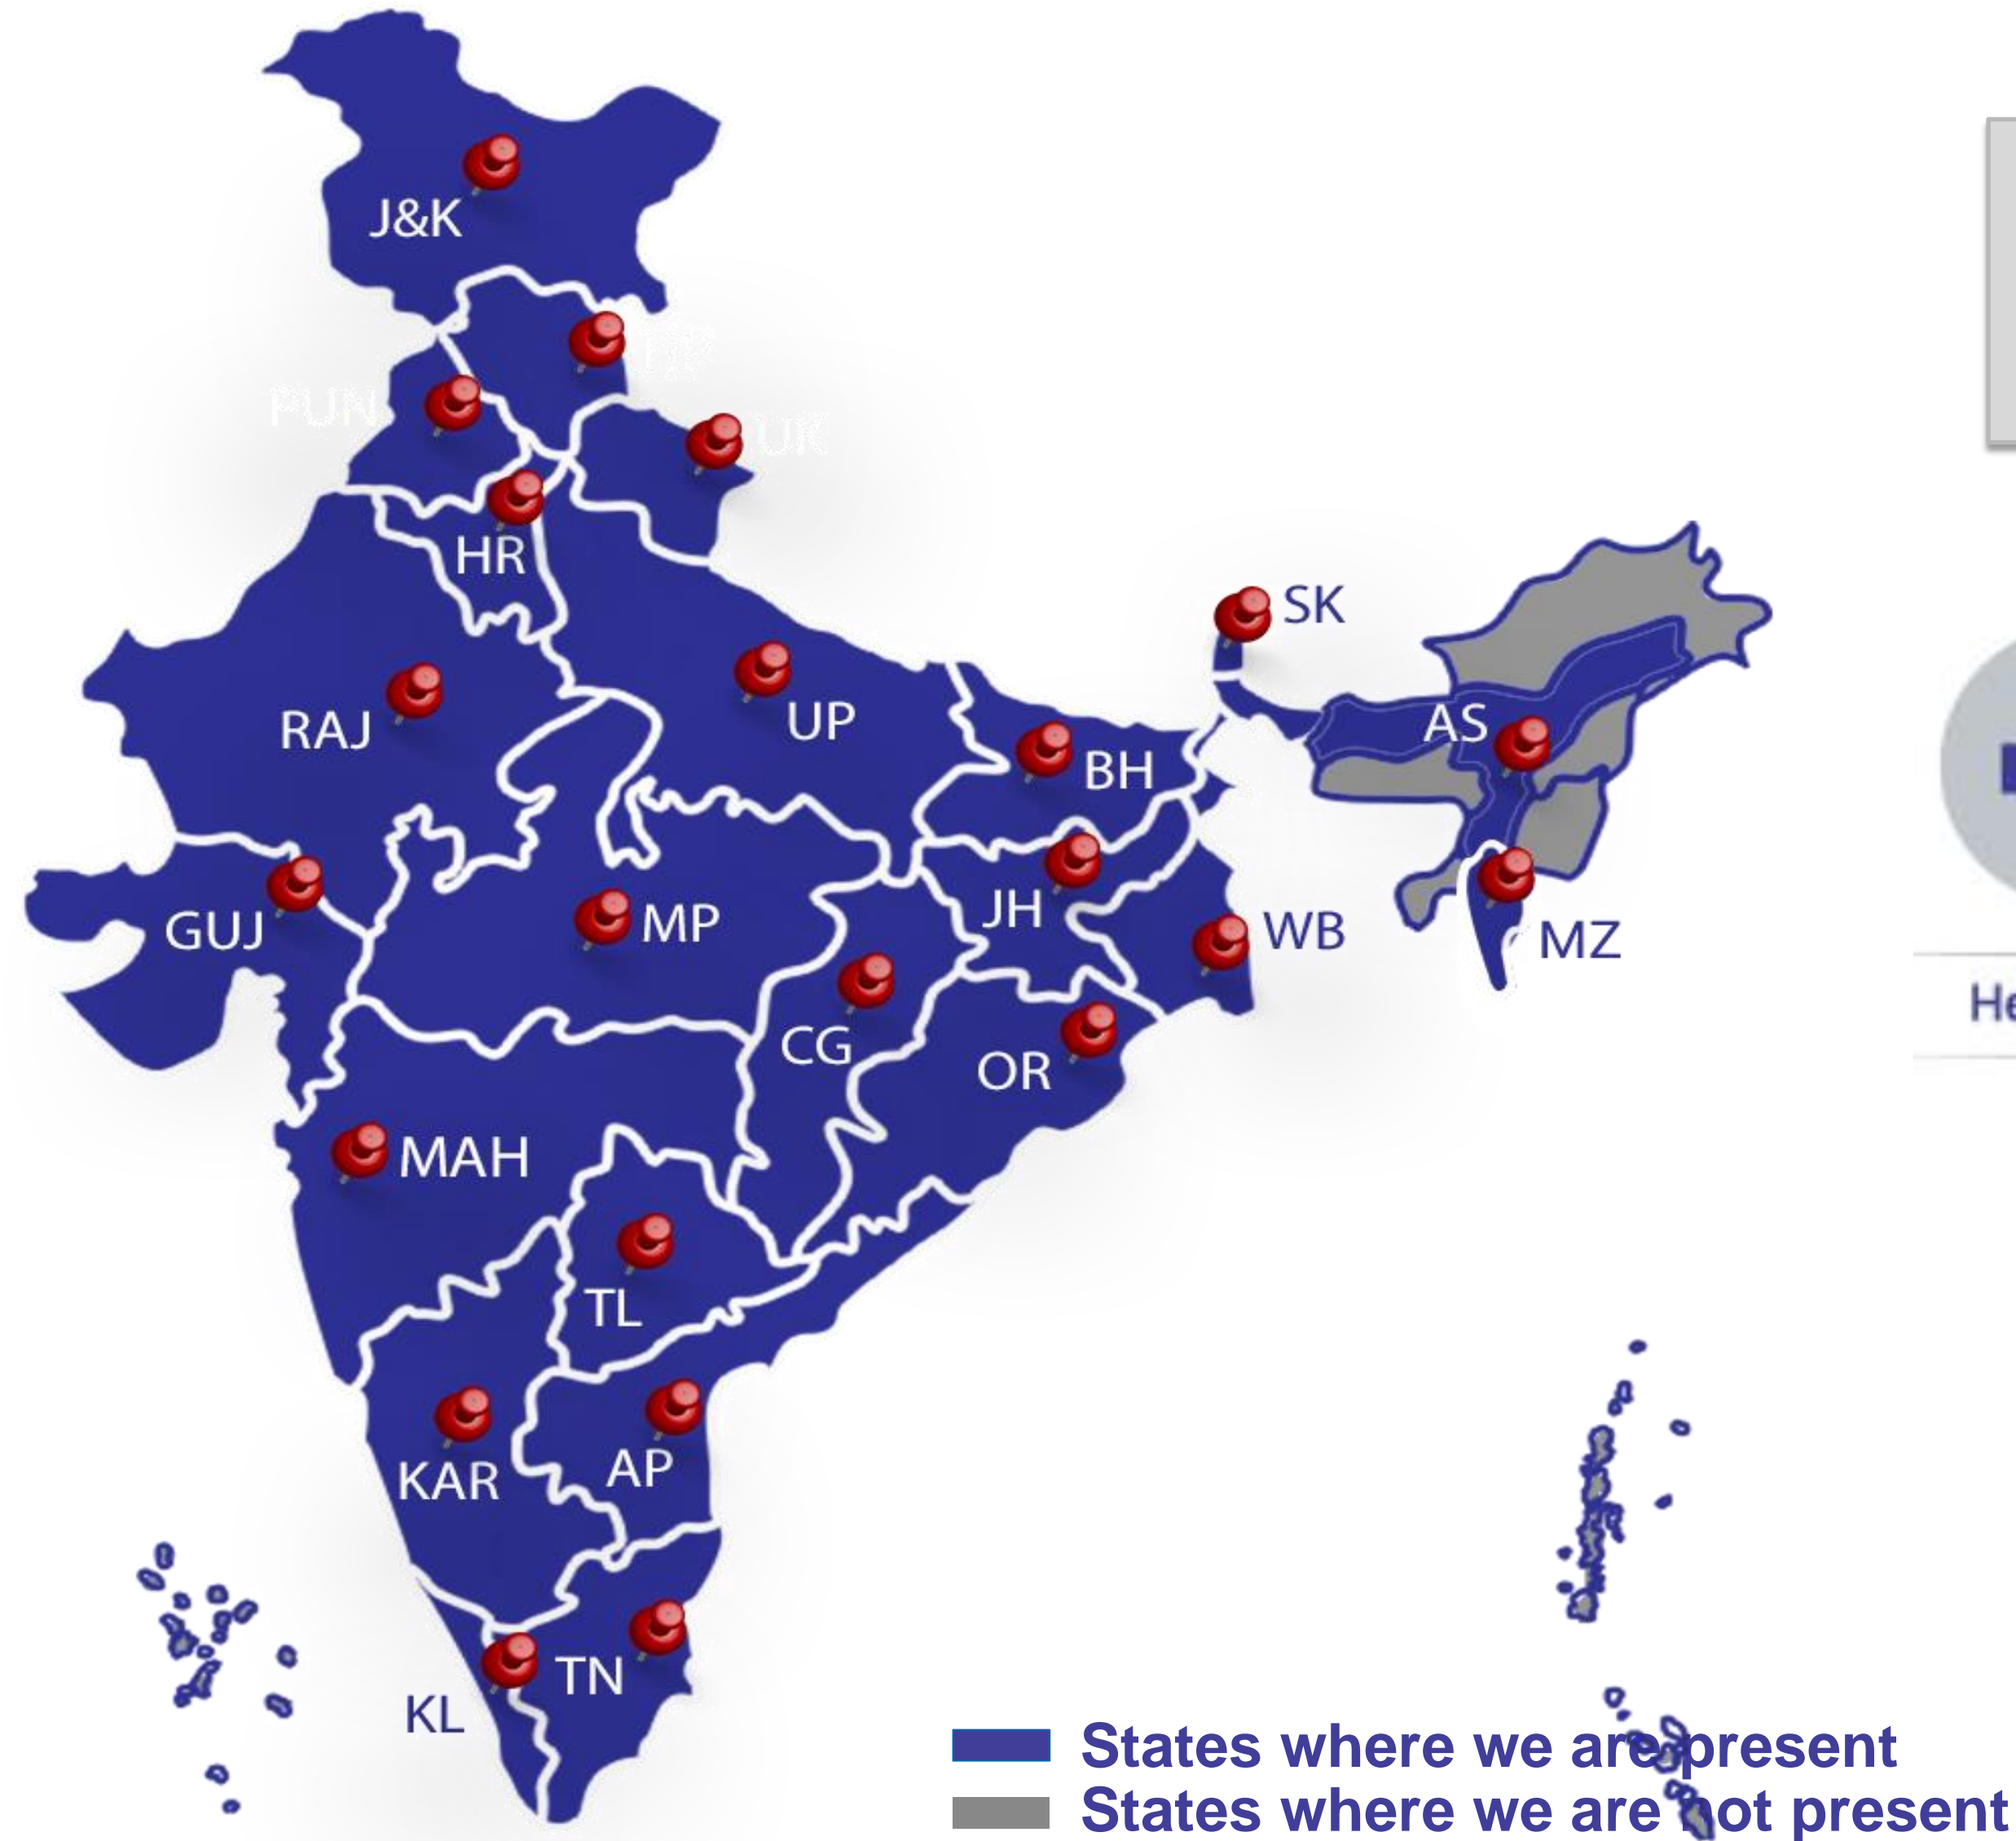 J&K
PUN
UK
HR
SK
RAJ
UP
AS
BH
GUJ
MP
JH
WB
MZ
CG
OR
MAH
TL
KAR
AP
TN
KL
States where we are present
States where we are not present